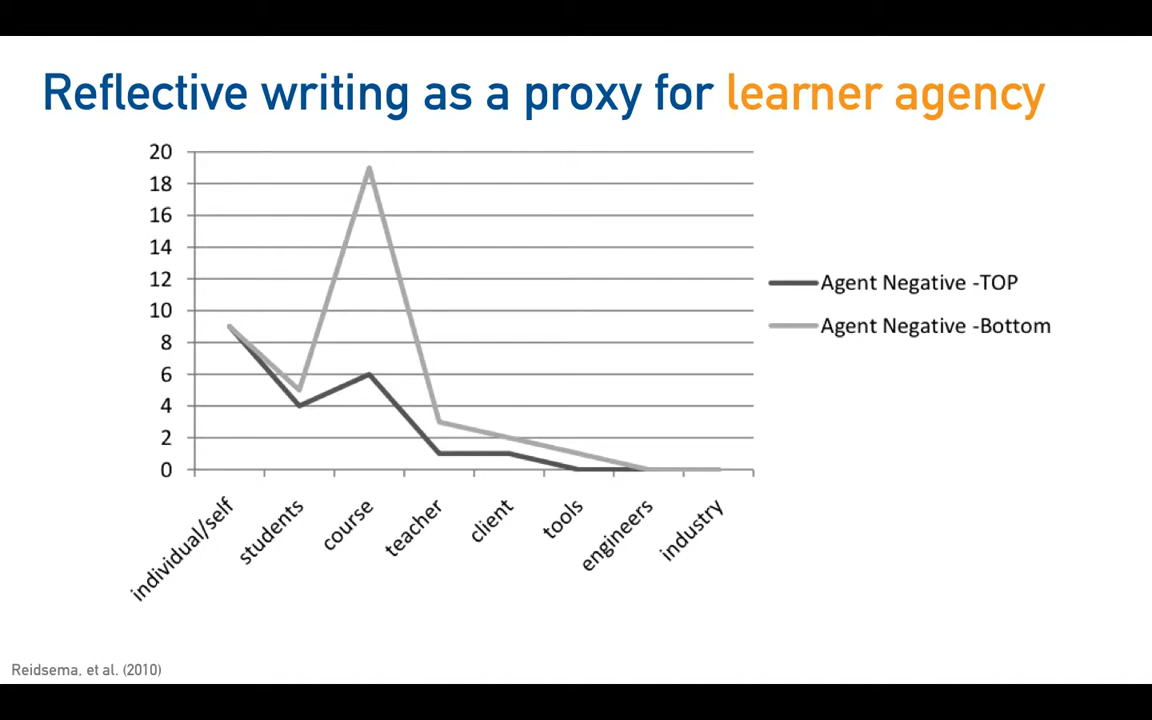 Reflective writing as a proxy for learner agency
20
18
16
14
12
10
8
6
4
2
0
individual/self
students
course
teacher
client
tools
engineers
industry
Agent Negative -TOP
Agent Negative -Bottom
Reidsema, et al. (2010)